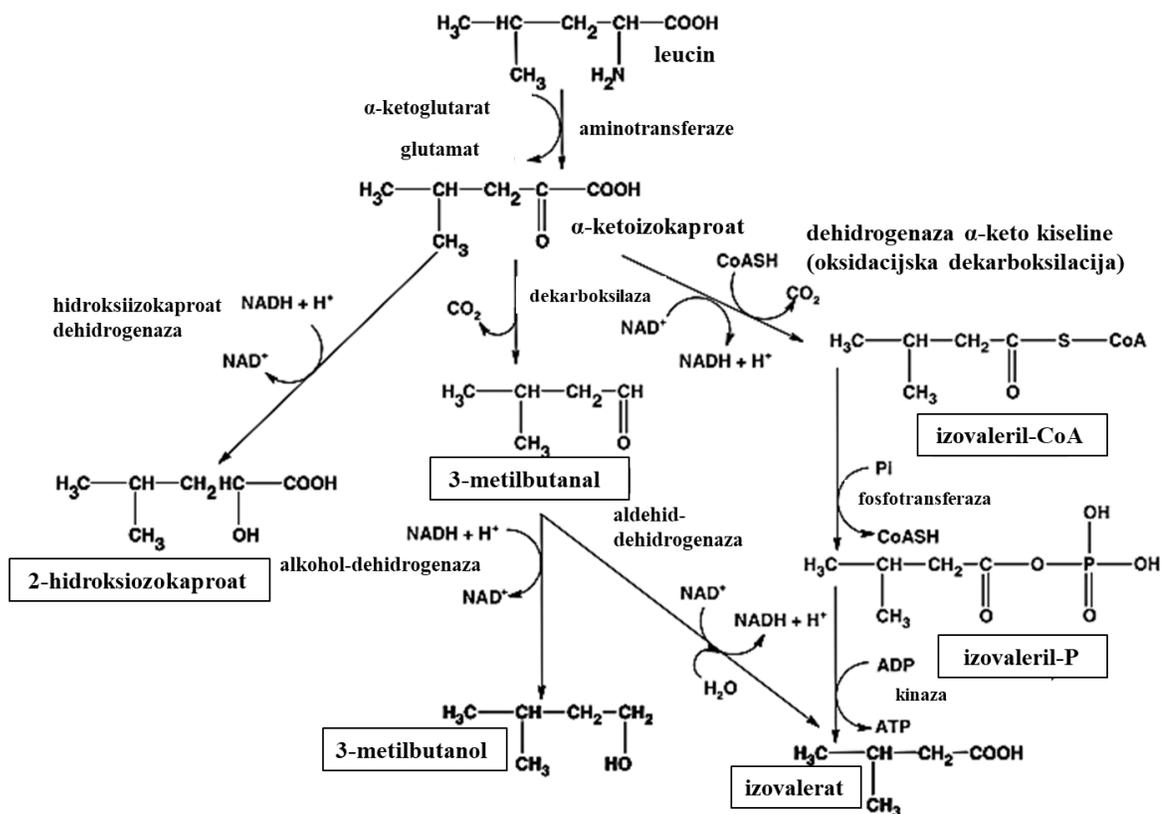 H₃C—HC—CH₂—CH—COOH
leucin
CH₃ H₂N
α-ketoglutarat
aminotransferaze
glutamat
H₃C—CH—CH₂—C—COOH
CH₃ O
α-ketoizokaproat
dehidrogenaza α-keto kiseline
(oksidacijska dekarboksilacija)
CoASH
CO₂
NAD⁺
NADH + H⁺
dekarboksilaza
CO₂
hidroksiizokaproat
dehidrogenaza
NADH + H⁺
NAD⁺
H₃C—CH—CH₂—C—S—CoA
CH₃ O
izovaleril-CoA
H₃C—CH—CH₂—CH
CH₃ O
3-metilbutanal
H₃C—CH—CH₂HC—COOH
CH₃ OH
2-hidroksiozokaproat
Pi
fosfotransferaza
CoASH
aldehid-
dehidrogenaza
NADH + H⁺
alkohol-dehidrogenaza
NAD⁺
NAD⁺
NADH + H⁺
H₂O
OH
H₃C—CH—CH₂—C—O—P—OH
CH₃ O O
izovaleril-P
ADP
kinaza
ATP
H₃C—CH—CH₂—CH₂
CH₃ HO
3-metilbutanol
H₃C—CH—CH₂—COOH
CH₃
izovalerat